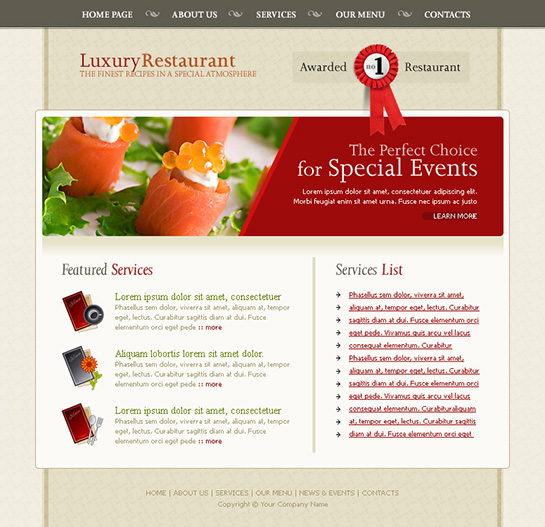 HOME PAGE ABOUT US SERVICES OUR MENU CONTACTS
LuxuryRestaurant
THE FINEST RECIPES IN A SPECIAL ATMOSPHERE
Awarded no 1 Restaurant
The Perfect Choice
for Special Events
Lorem ipsum dolor sit amet, consectetuer adipiscing elit.
Morbi feugiat enim sit amet urna. Fusce nec ipsum ac justo
LEARN MORE
Featured Services
Lorem ipsum dolor sit amet, consectetuer
Phasellus sem dolor, viverra sit amet, aliquam at, tempor
eget, lectus. Curabitur sagittis diam at dui. Fusce
elementum orci eget pede :: more
Aliquam lobortis lorem sit amet dolor.
Phasellus sem dolor, viverra sit amet, aliquam at, tempor
eget, lectus. Curabitur sagittis diam at dui. Fusce
elementum orci eget pede :: more
Lorem ipsum dolor sit amet, consectetuer
Phasellus sem dolor, viverra sit amet, aliquam at, tempor
eget, lectus. Curabitur sagittis diam at dui. Fusce
elementum orci eget pede :: more
Services List
Phasellus sem dolor, viverra sit amet,
aliquam at, tempor eget, lectus. Curabitur
sagittis diam at dui. Fusce elementum orci
eget pede. Vivamus quis arcu vel lacus
consequat elementum. Curabitur
Phasellus sem dolor, viverra sit amet,
aliquam at, tempor eget, lectus. Curabitur
sagittis diam at dui. Fusce elementum orci
eget pede. Vivamus quis arcu vel lacus
consequat elementum. Curabituraliquam
at, tempor eget, lectus. Curabitur sagittis
diam at dui. Fusce elementum orci eget
HOME | ABOUT US | SERVICES | OUR MENU | NEWS & EVENTS | CONTACTS
Copyright © Your Company Name